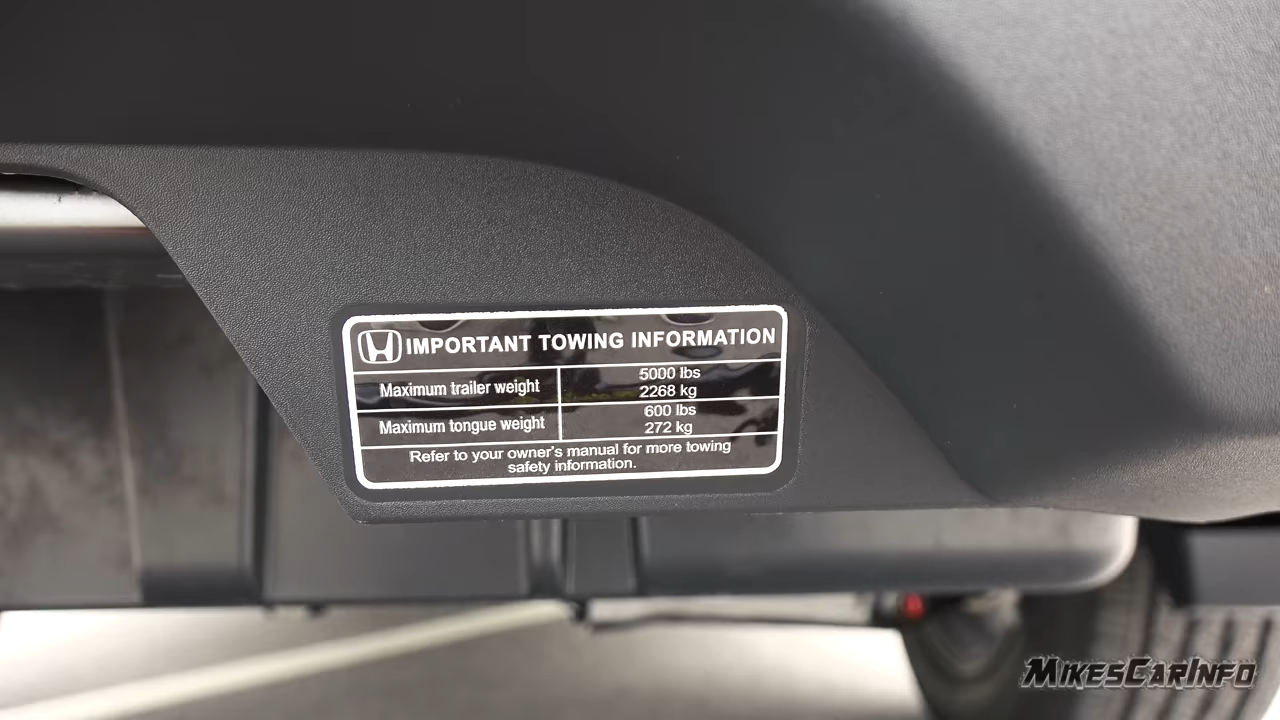 IMPORTANT TOWING INFORMATION
Maximum trailer weight
5000 lbs
2268 kg
Maximum tongue weight
600 lbs
272 kg
Refer to your owner's manual for more towing
safety information.
MIKESCARINFO